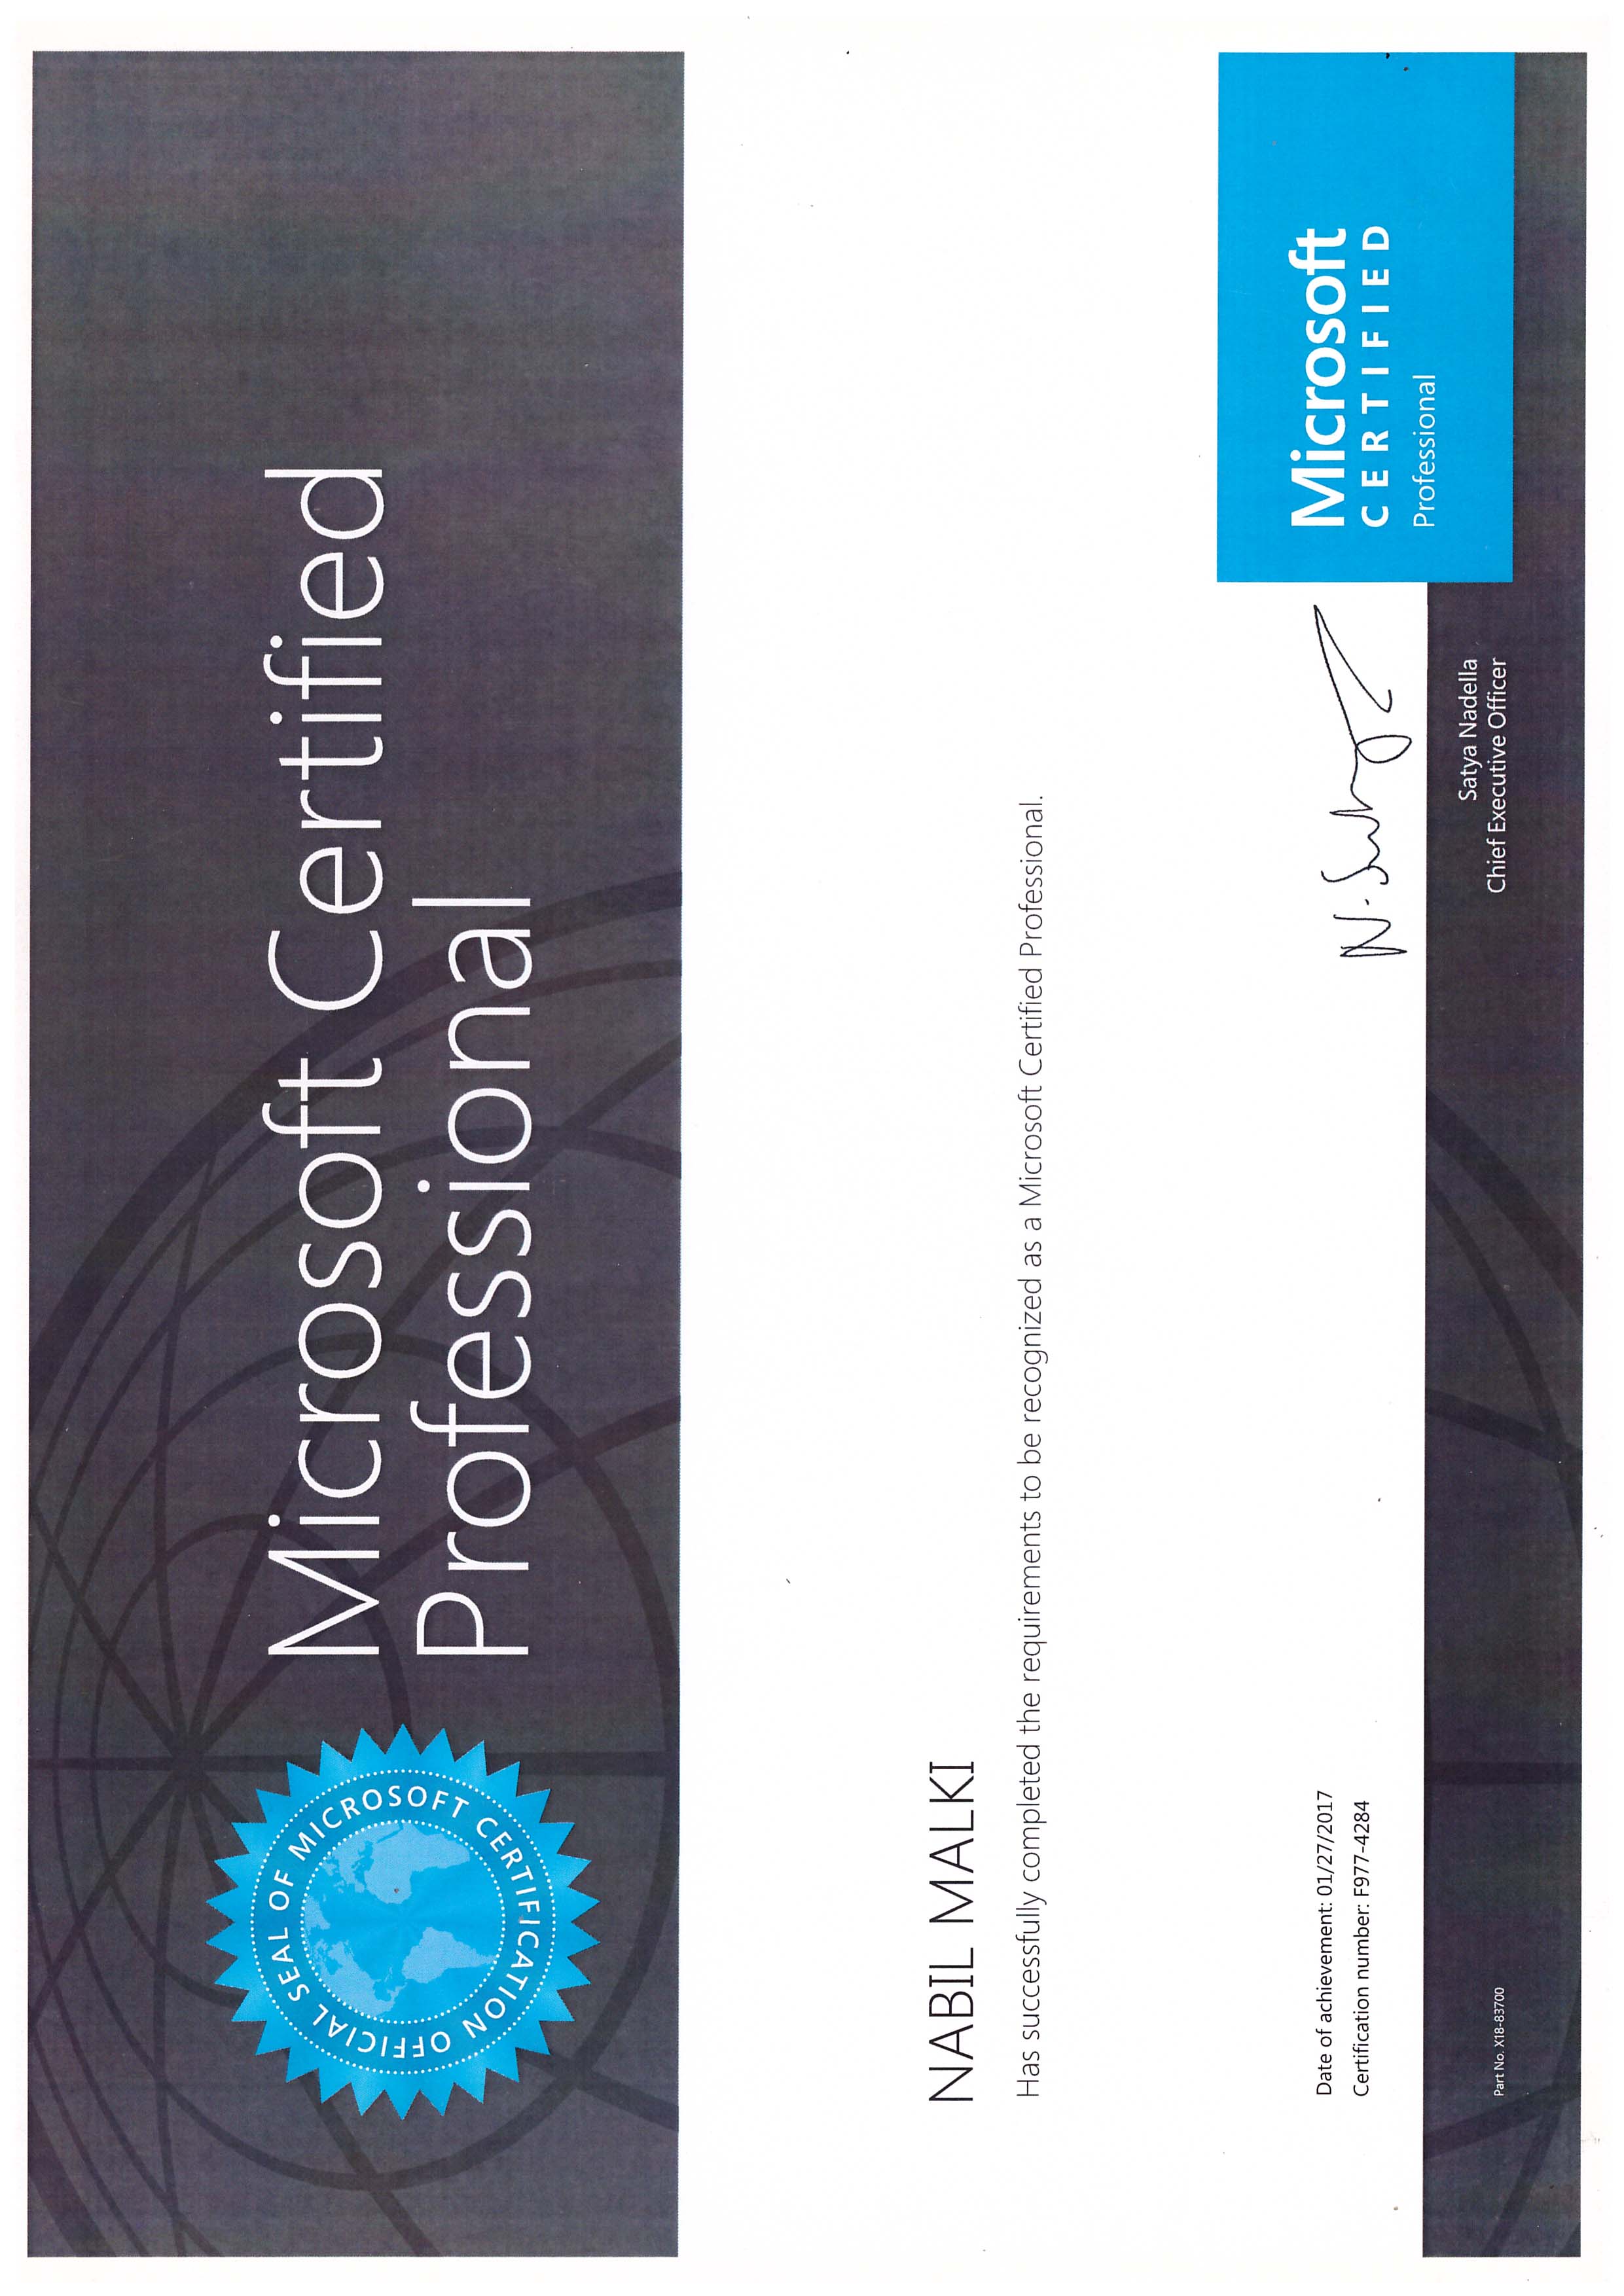 OFFICIAL SEAL OF MICROSOFT CERTIFICATION
Microsoft Certified
Professional
NABIL MALKI
Has successfully completed the requirements to be recognized as a Microsoft Certified Professional.
Date of achievement: 01/27/2017
Certification number: F977-4284
Microsoft
CERTIFIED
Professional
Satya Nadella
Chief Executive Officer
Part No. X18-83700